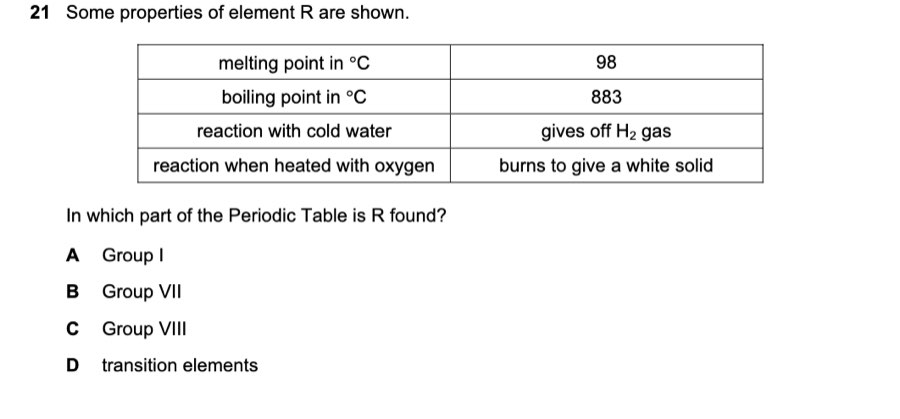 21 Some properties of element R are shown.
melting point in °C 98
boiling point in °C 883
reaction with cold water gives off H₂ gas
reaction when heated with oxygen burns to give a white solid
In which part of the Periodic Table is R found?
A Group I
B Group VII
C Group VIII
D transition elements